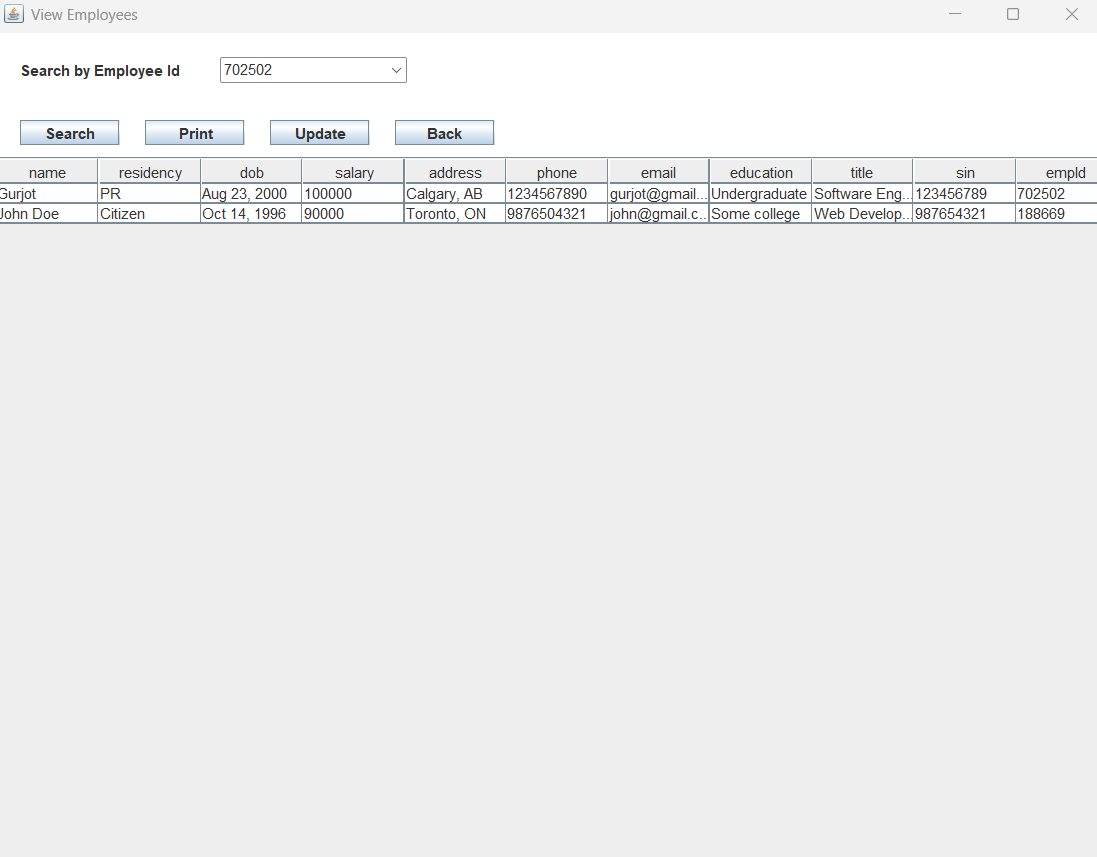 View Employees
Search by Employee Id 702502
Search Print Update Back
name residency dob salary address phone email education title sin empId
Gurjot PR Aug 23, 2000 100000 Calgary, AB 1234567890 gurjot@gmail... Undergraduate Software Eng... 123456789 702502
John Doe Citizen Oct 14, 1996 90000 Toronto, ON 9876504321 john@gmail.c... Some college Web Develop... 987654321 188669